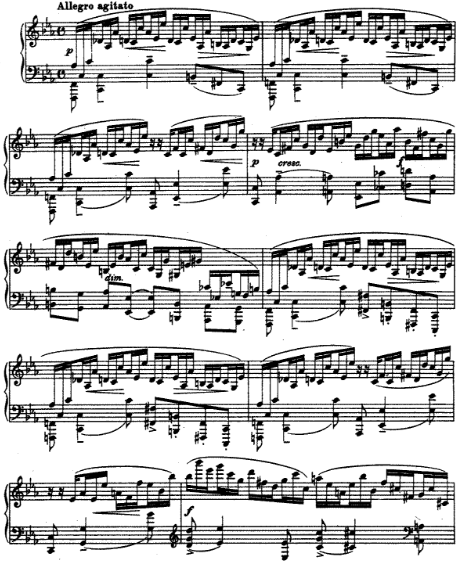 Allegro agitato
p
p cresc.
f
dim.
f